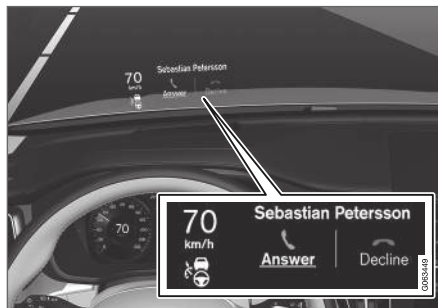 70
km/h
Sebastian Petersson
Answer
Decline
70
70
km/h
Sebastian Petersson
Answer
Decline
G063449